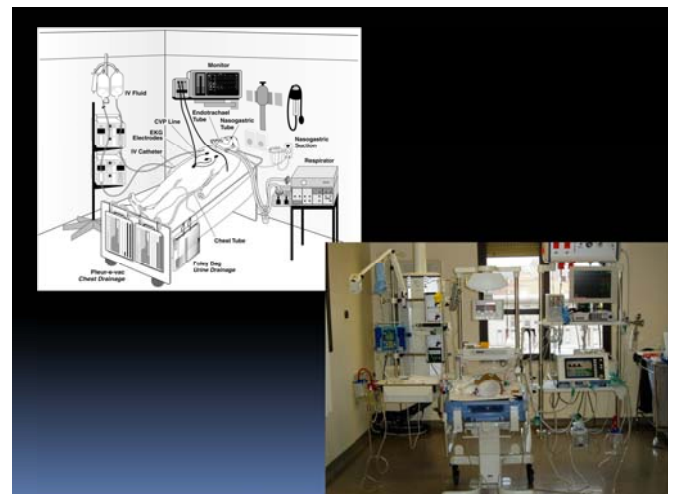 Monitor
IV Fluid
Endotracheal
Tube
Nasogastric
Tube
CVP Line
EKG
Electrodes
IV Catheter
Nasogastric
Suction
Respirator
Chest Tube
Foley Bag
Urine Drainage
Pleur-e-vac
Chest Drainage